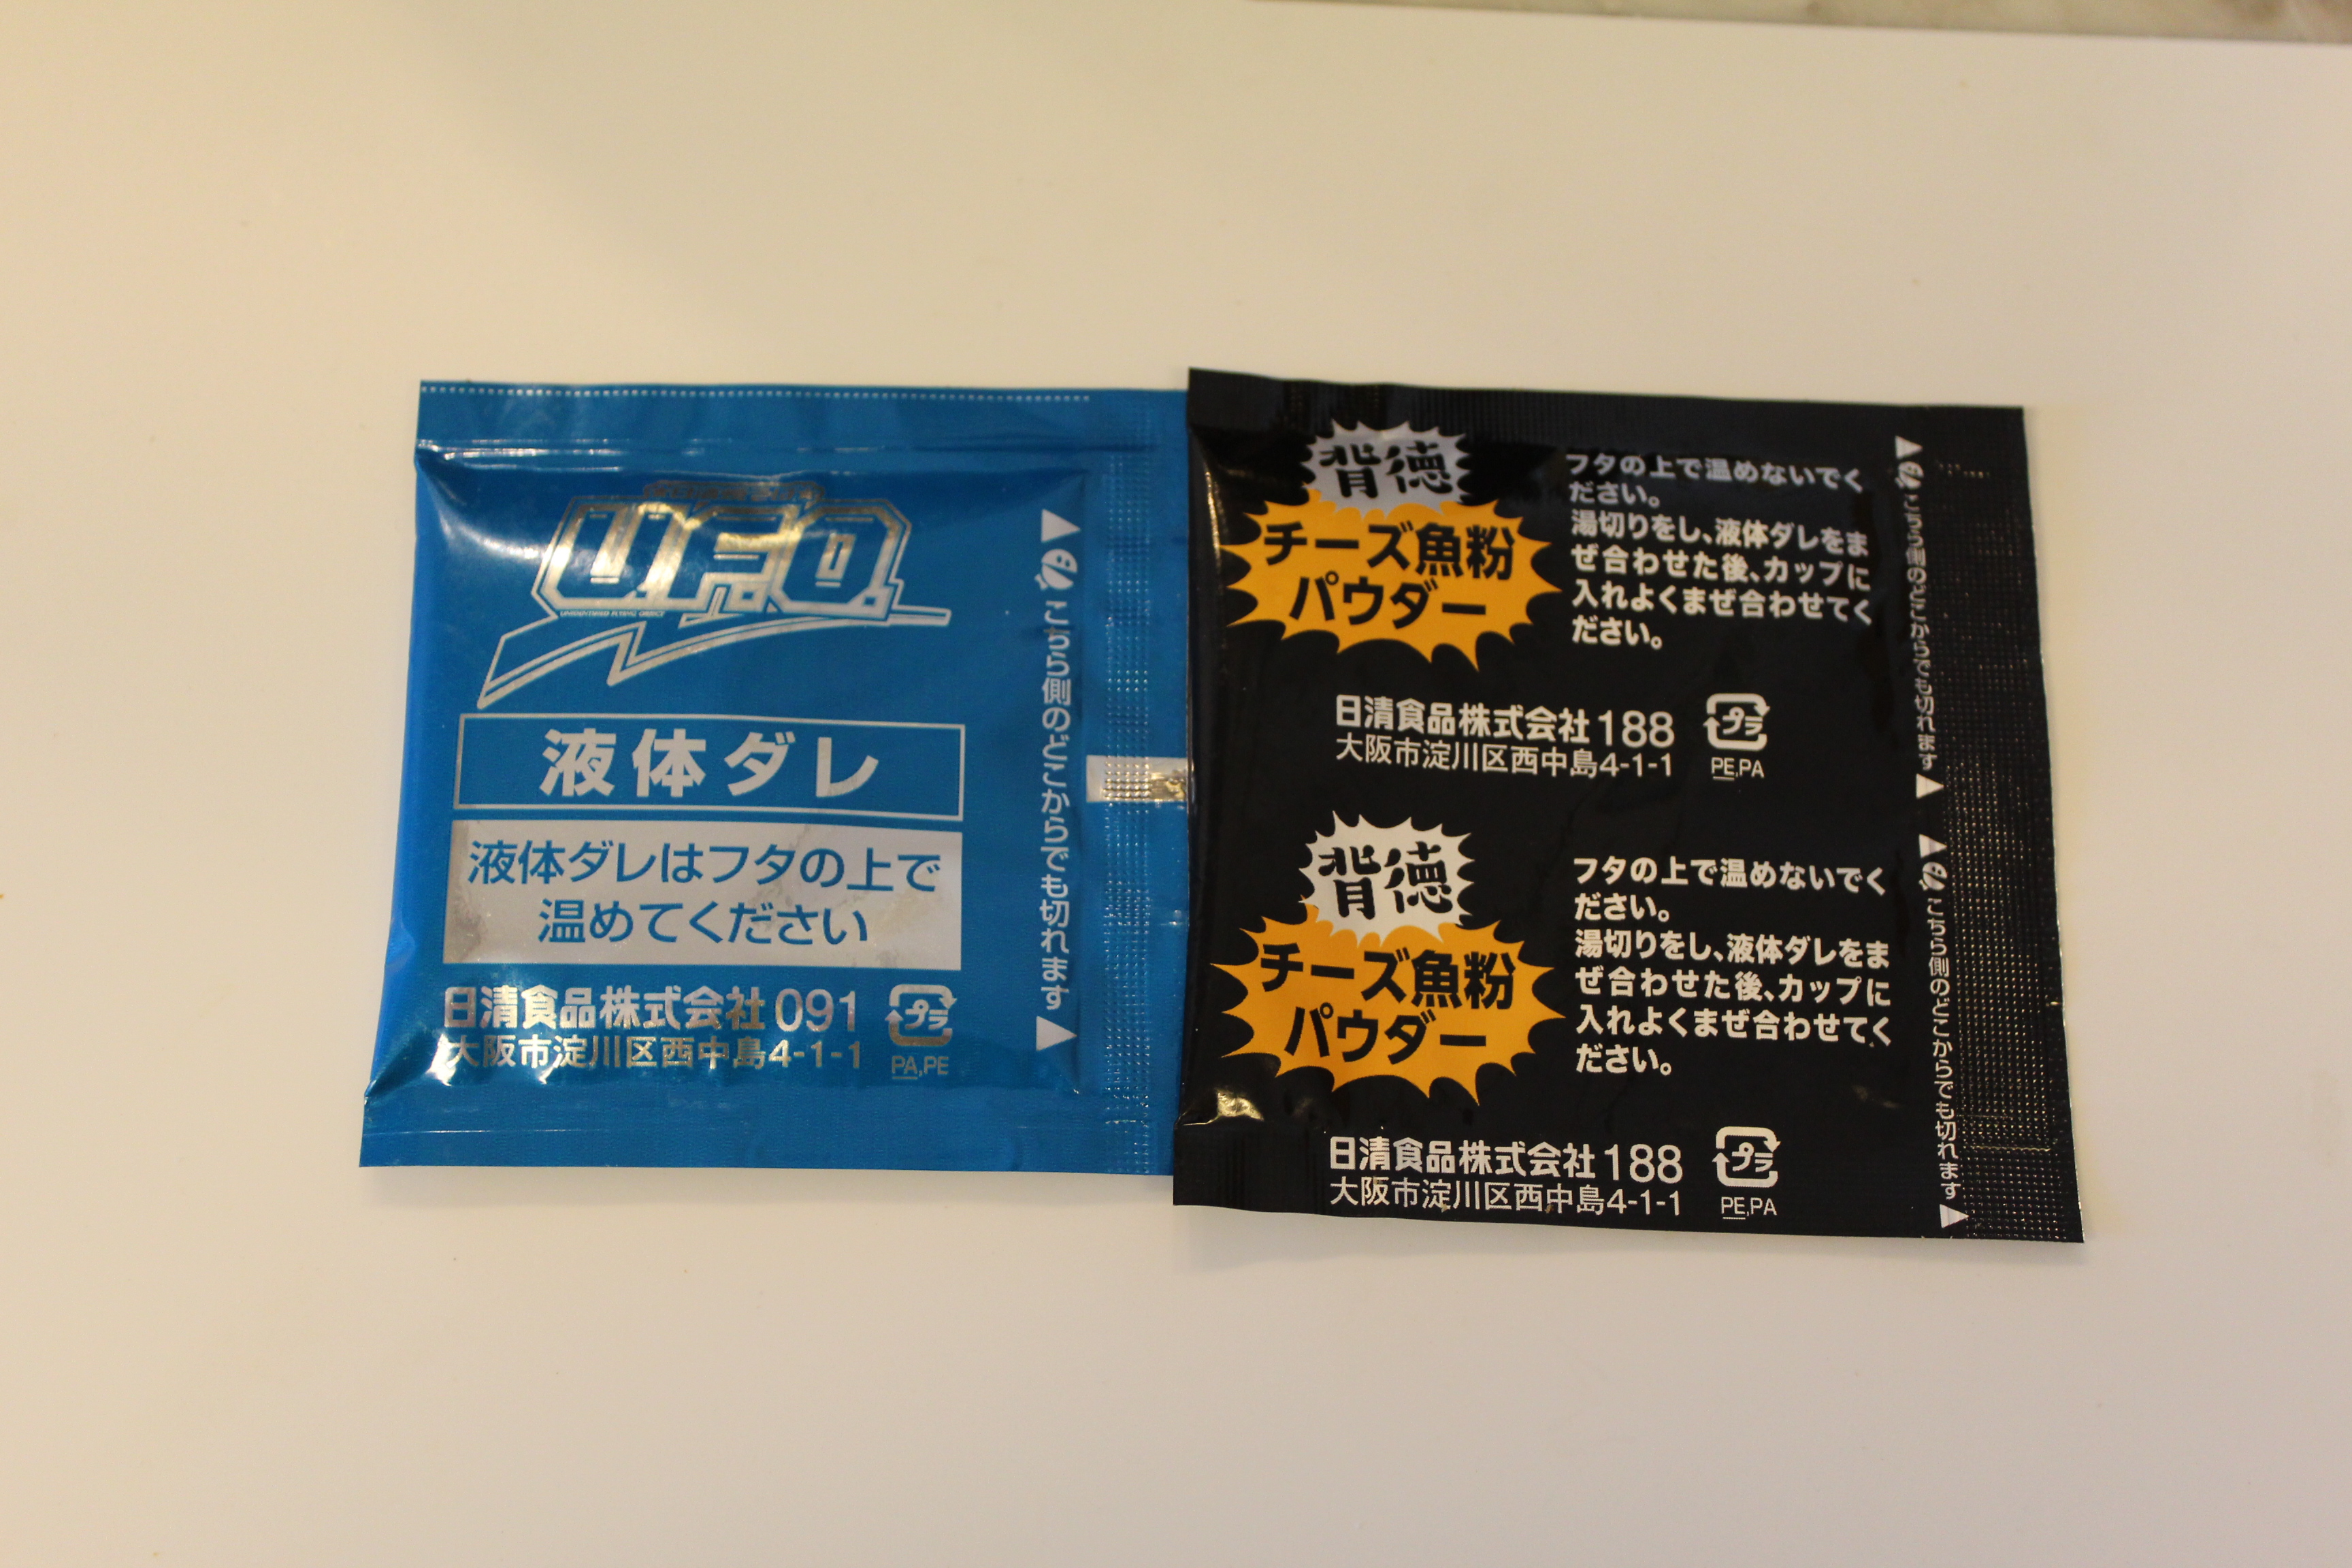 U.F.O.
UNIDENTIFIED FLYING OBJECT
液体ダレ
液体ダレはフタの上で
温めてください
日清食品株式会社 091
大阪市淀川区西中島4-1-1
プラ
PA,PE
こちら側のどこからでも切れます
背徳
チーズ魚粉
パウダー
フタの上で温めないでく
ださい。
湯切りをし、液体ダレをま
ぜ合わせた後、カップに
入れよくまぜ合わせてく
ださい。
日清食品株式会社 188
大阪市淀川区西中島4-1-1
プラ
PE,PA
こちら側のどこからでも切れます
背徳
チーズ魚粉
パウダー
フタの上で温めないでく
ださい。
湯切りをし、液体ダレをま
ぜ合わせた後、カップに
入れよくまぜ合わせてく
ださい。
日清食品株式会社 188
大阪市淀川区西中島4-1-1
プラ
PE,PA
こちら側のどこからでも切れます